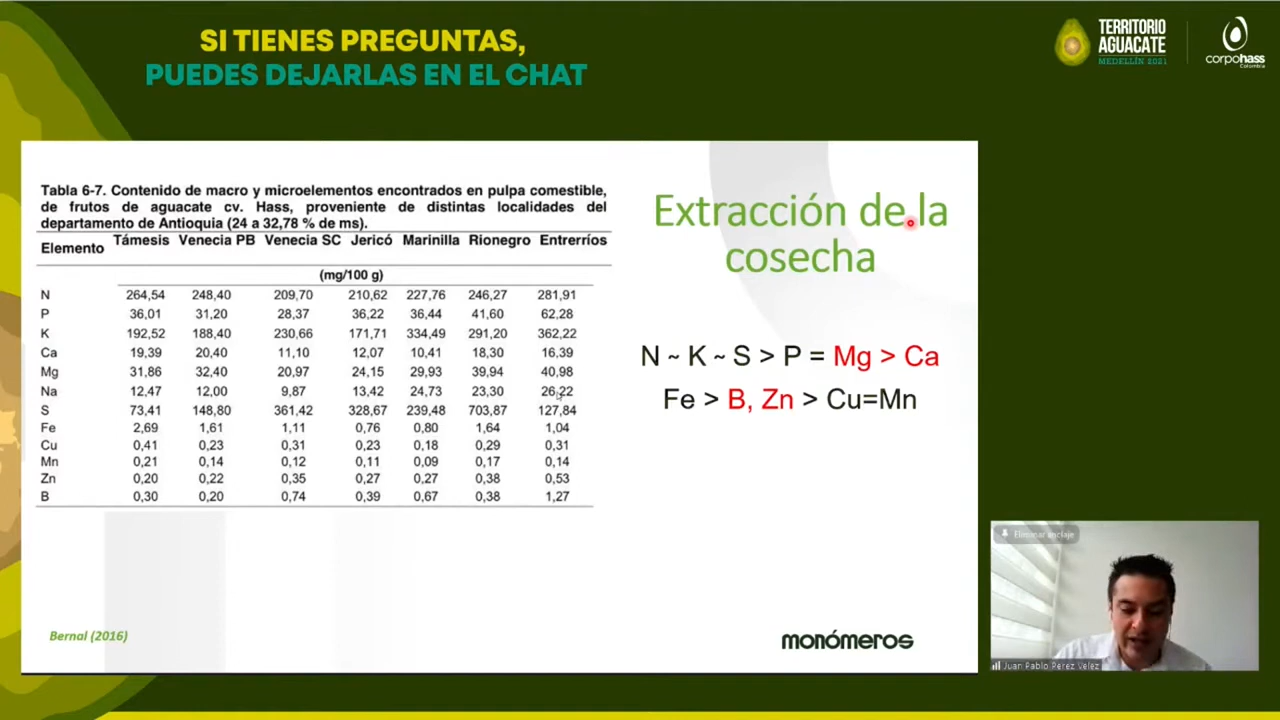 SI TIENES PREGUNTAS,
PUEDES DEJARLAS EN EL CHAT
TERRITORIO
AGUACATE
MEDELLÍN 2021
corpohass
Colombia
Tabla 6-7. Contenido de macro y microelementos encontrados en pulpa comestible,
de frutos de aguacate cv. Hass, proveniente de distintas localidades del
departamento de Antioquia (24 a 32,78 % de ms).
Elemento Támesis Venecia PB Venecia SC Jericó Marinilla Rionegro Entrerríos
(mg/100 g)
N 264,54 248,40 209,70 210,62 227,76 246,27 281,91
P 36,01 31,20 28,37 36,22 36,44 41,60 62,28
K 192,52 188,40 230,66 171,71 334,49 291,20 362,22
Ca 19,39 20,40 11,10 12,07 10,41 18,30 16,39
Mg 31,86 32,40 20,97 24,15 29,93 39,94 40,98
Na 12,47 12,00 9,87 13,42 24,73 23,30 26,22
S 73,41 148,80 361,42 328,67 239,48 703,87 127,84
Fe 2,69 1,61 1,11 0,76 0,80 1,64 1,04
Cu 0,41 0,23 0,31 0,23 0,18 0,29 0,31
Mn 0,21 0,14 0,12 0,11 0,09 0,17 0,14
Zn 0,20 0,22 0,35 0,27 0,27 0,38 0,53
B 0,30 0,20 0,74 0,39 0,67 0,38 1,27
Extracción de la
cosecha
N ~ K ~ S > P = Mg > Ca
Fe > B, Zn > Cu=Mn
Bernal (2016)
monómeros
Eliminar anclaje
Juan Pablo Perez Velez